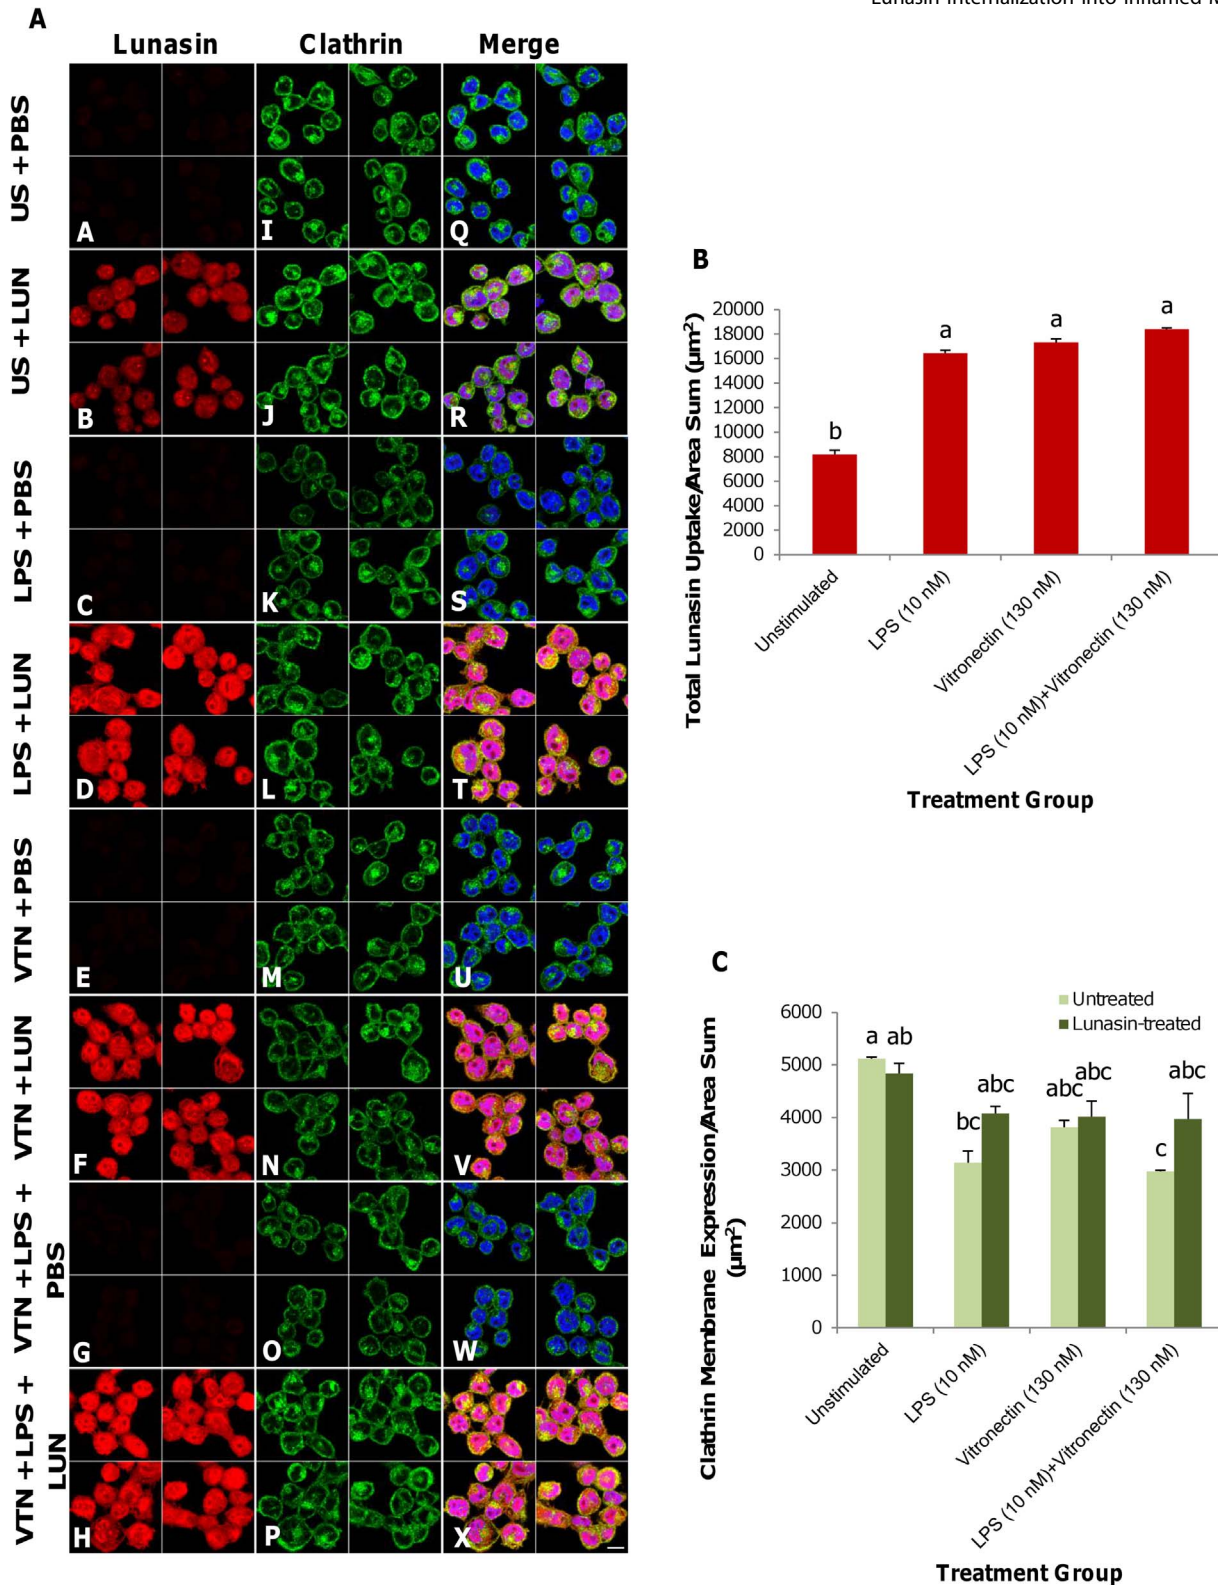 Lunasin Internalization into Inflamed
A
Lunasin Clathrin Merge
US +PBS
A I Q
US +LUN
B J R
LPS +PBS
C K S
LPS +LUN
D L T
VTN +PBS
E M U
VTN +LUN
F N V
VTN +LPS +
PBS
G O W
VTN +LPS +
LUN
H P X
B
Total Lunasin Uptake/Area Sum (µm²)
20000
18000
16000
14000
12000
10000
8000
6000
4000
2000
0
b a a a
Unstimulated
LPS (10 nM)
Vitronectin (130 nM)
LPS (10 nM)+Vitronectin (130 nM)
Treatment Group
C
Clathrin Membrane Expression/Area Sum
(µm²)
Untreated
Lunasin-treated
6000
5000
4000
3000
2000
1000
0
a ab bc abc abc abc c abc
Unstimulated
LPS (10 nM)
Vitronectin (130 nM)
LPS (10 nM)+Vitronectin (130 nM)
Treatment Group